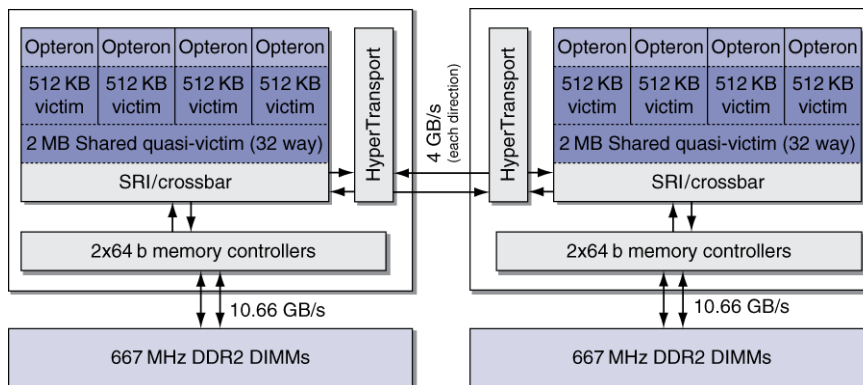 Opteron Opteron Opteron Opteron
512 KB victim 512 KB victim 512 KB victim 512 KB victim
2 MB Shared quasi-victim (32 way)
SRI/crossbar
HyperTransport
2x64 b memory controllers
10.66 GB/s
667 MHz DDR2 DIMMs
4 GB/s
(each direction)
HyperTransport
Opteron Opteron Opteron Opteron
512 KB victim 512 KB victim 512 KB victim 512 KB victim
2 MB Shared quasi-victim (32 way)
SRI/crossbar
2x64 b memory controllers
10.66 GB/s
667 MHz DDR2 DIMMs